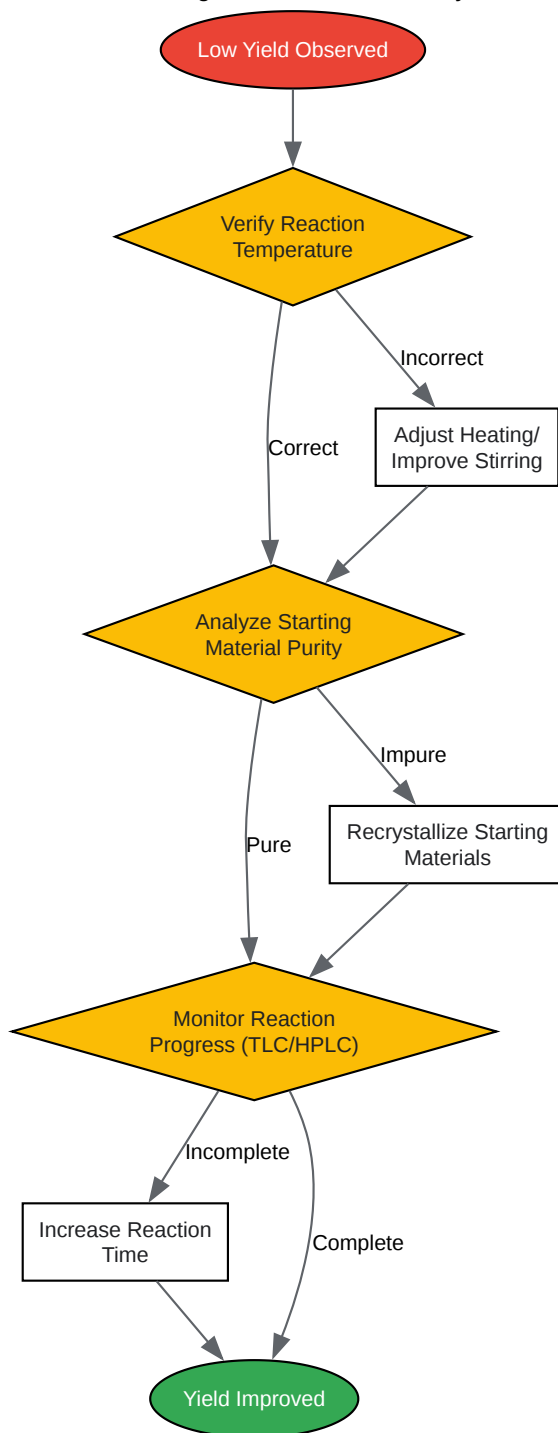 Low Yield Observed
Verify Reaction
Temperature
Incorrect
Adjust Heating/
Improve Stirring
Correct
Analyze Starting
Material Purity
Impure
Recrystallize Starting
Materials
Pure
Monitor Reaction
Progress (TLC/HPLC)
Incomplete
Increase Reaction
Time
Complete
Yield Improved